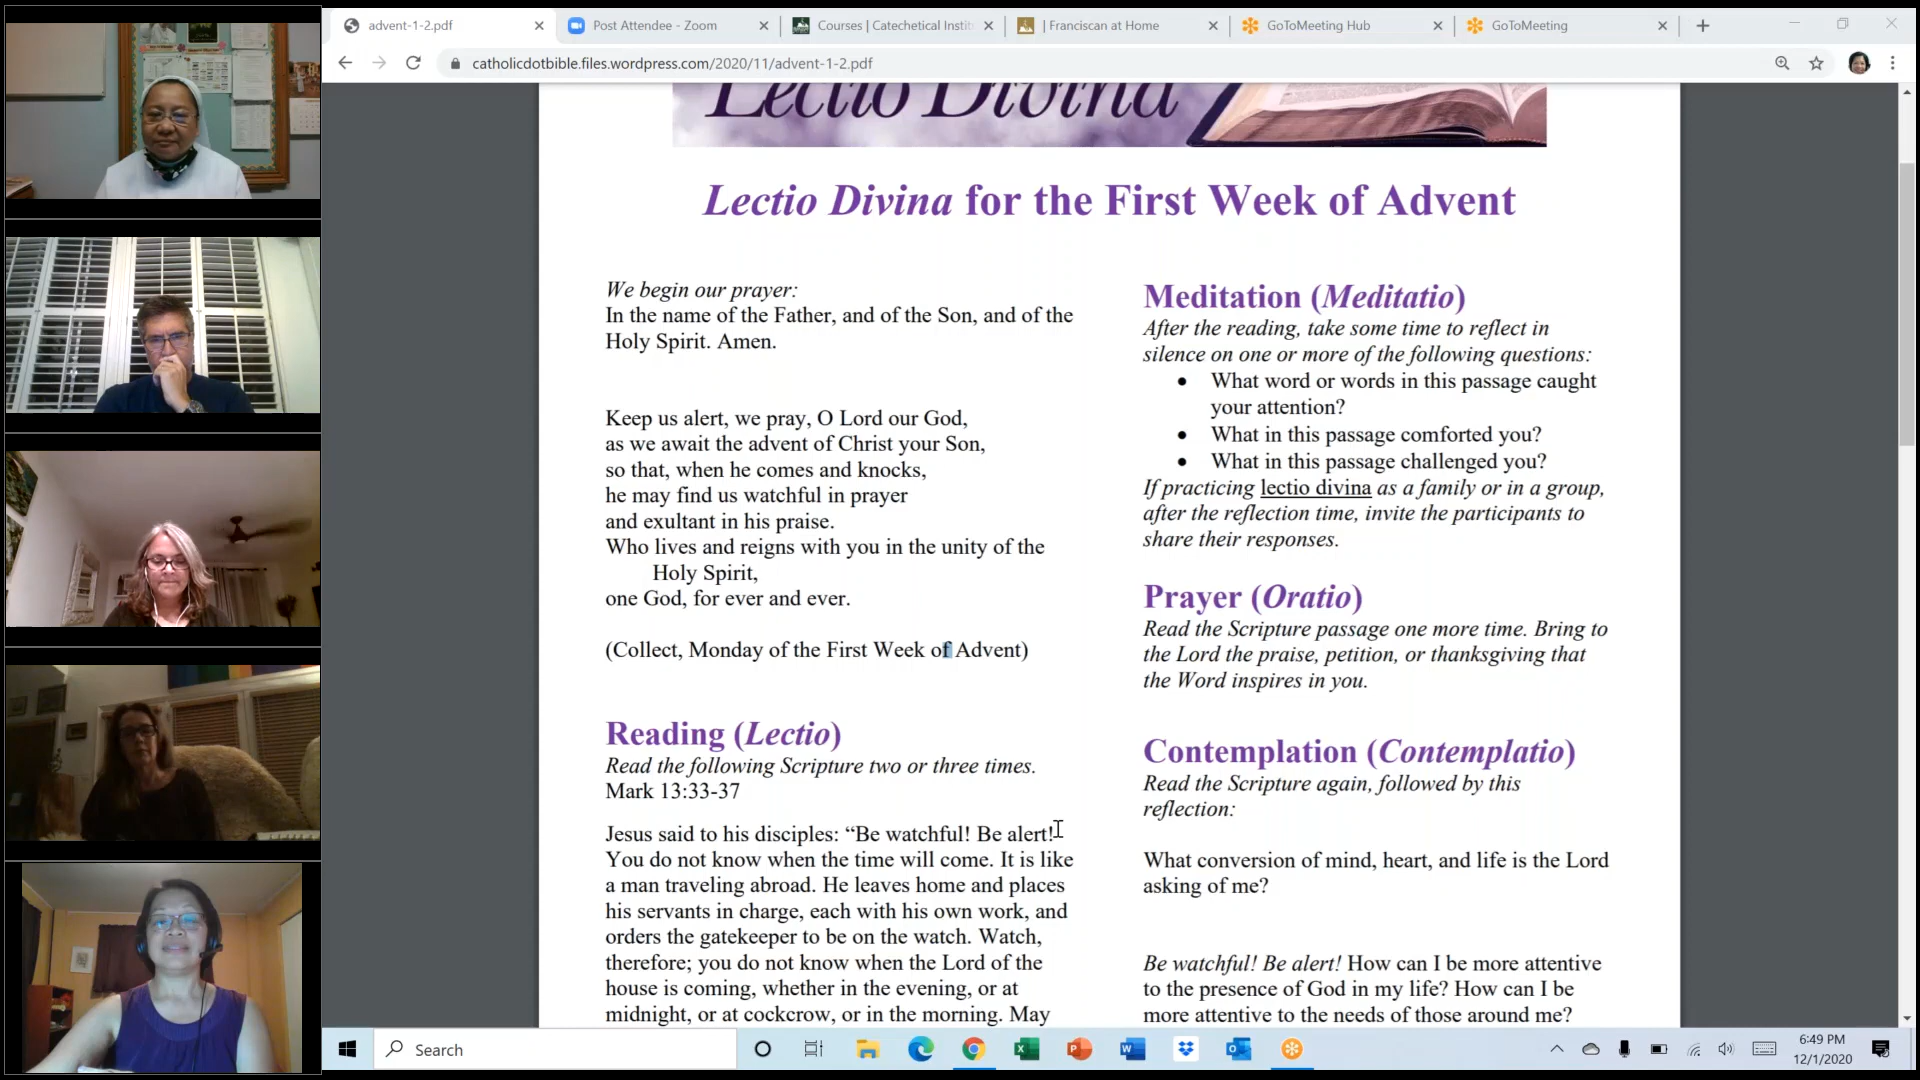 advent-1-2.pdf
Post Attendee - Zoom
Courses | Catechetical Instit
| Franciscan at Home
GoToMeeting Hub
GoToMeeting
catholicdotbible.files.wordpress.com/2020/11/advent-1-2.pdf
Lectio Divina
Lectio Divina for the First Week of Advent
We begin our prayer:
In the name of the Father, and of the Son, and of the
Holy Spirit. Amen.
Keep us alert, we pray, O Lord our God,
as we await the advent of Christ your Son,
so that, when he comes and knocks,
he may find us watchful in prayer
and exultant in his praise.
Who lives and reigns with you in the unity of the
Holy Spirit,
one God, for ever and ever.
(Collect, Monday of the First Week of Advent)
Reading (Lectio)
Read the following Scripture two or three times.
Mark 13:33-37
Jesus said to his disciples: “Be watchful! Be alert!
You do not know when the time will come. It is like
a man traveling abroad. He leaves home and places
his servants in charge, each with his own work, and
orders the gatekeeper to be on the watch. Watch,
therefore; you do not know when the Lord of the
house is coming, whether in the evening, or at
midnight, or at cockcrow, or in the morning. May
Meditation (Meditatio)
After the reading, take some time to reflect in
silence on one or more of the following questions:
• What word or words in this passage caught
your attention?
• What in this passage comforted you?
• What in this passage challenged you?
If practicing lectio divina as a family or in a group,
after the reflection time, invite the participants to
share their responses.
Prayer (Oratio)
Read the Scripture passage one more time. Bring to
the Lord the praise, petition, or thanksgiving that
the Word inspires in you.
Contemplation (Contemplatio)
Read the Scripture again, followed by this
reflection:
What conversion of mind, heart, and life is the Lord
asking of me?
Be watchful! Be alert! How can I be more attentive
to the presence of God in my life? How can I be
more attentive to the needs of those around me?
Search
6:49 PM
12/1/2020